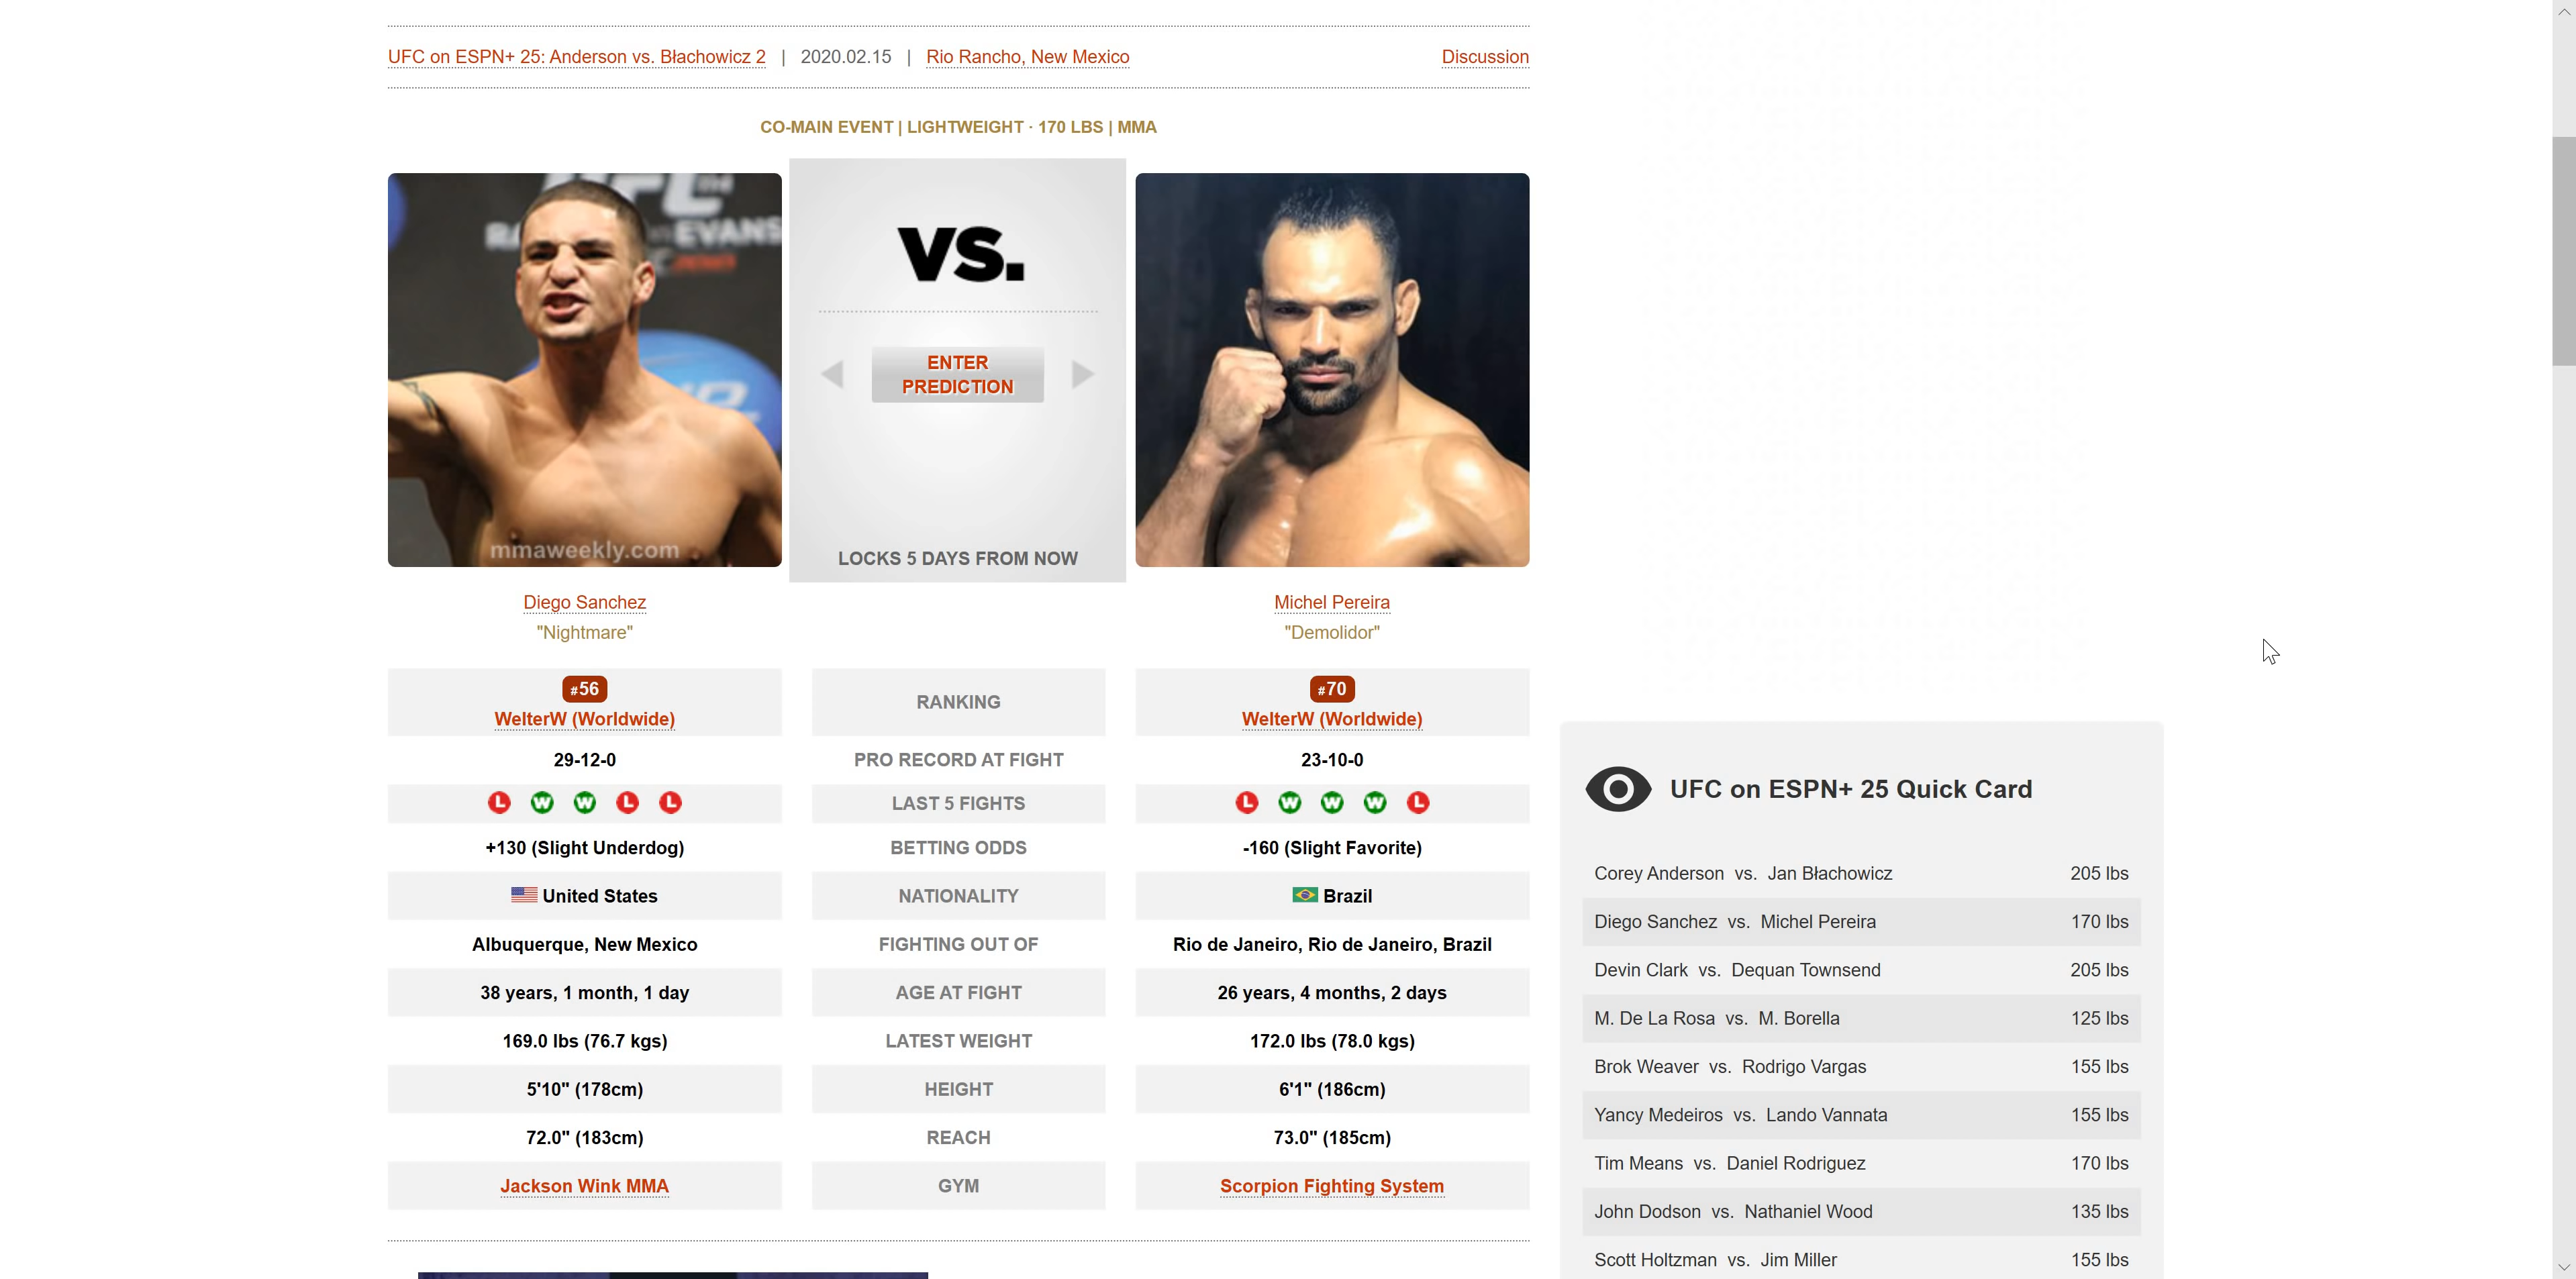 UFC on ESPN+ 25: Anderson vs. Błachowicz 2 | 2020.02.15 | Rio Rancho, New Mexico Discussion
CO-MAIN EVENT | LIGHTWEIGHT · 170 LBS | MMA
EVANS
mmaweekly.com
VS.
ENTER
PREDICTION
LOCKS 5 DAYS FROM NOW
Diego Sanchez Michel Pereira
"Nightmare" "Demolidor"
#56 RANKING #70
WelterW (Worldwide) WelterW (Worldwide)
29-12-0 PRO RECORD AT FIGHT 23-10-0
L W W L L LAST 5 FIGHTS L W W W L
+130 (Slight Underdog) BETTING ODDS -160 (Slight Favorite)
United States NATIONALITY Brazil
Albuquerque, New Mexico FIGHTING OUT OF Rio de Janeiro, Rio de Janeiro, Brazil
38 years, 1 month, 1 day AGE AT FIGHT 26 years, 4 months, 2 days
169.0 lbs (76.7 kgs) LATEST WEIGHT 172.0 lbs (78.0 kgs)
5'10" (178cm) HEIGHT 6'1" (186cm)
72.0" (183cm) REACH 73.0" (185cm)
Jackson Wink MMA GYM Scorpion Fighting System
UFC on ESPN+ 25 Quick Card
Corey Anderson vs. Jan Błachowicz 205 lbs
Diego Sanchez vs. Michel Pereira 170 lbs
Devin Clark vs. Dequan Townsend 205 lbs
M. De La Rosa vs. M. Borella 125 lbs
Brok Weaver vs. Rodrigo Vargas 155 lbs
Yancy Medeiros vs. Lando Vannata 155 lbs
Tim Means vs. Daniel Rodriguez 170 lbs
John Dodson vs. Nathaniel Wood 135 lbs
Scott Holtzman vs. Jim Miller 155 lbs